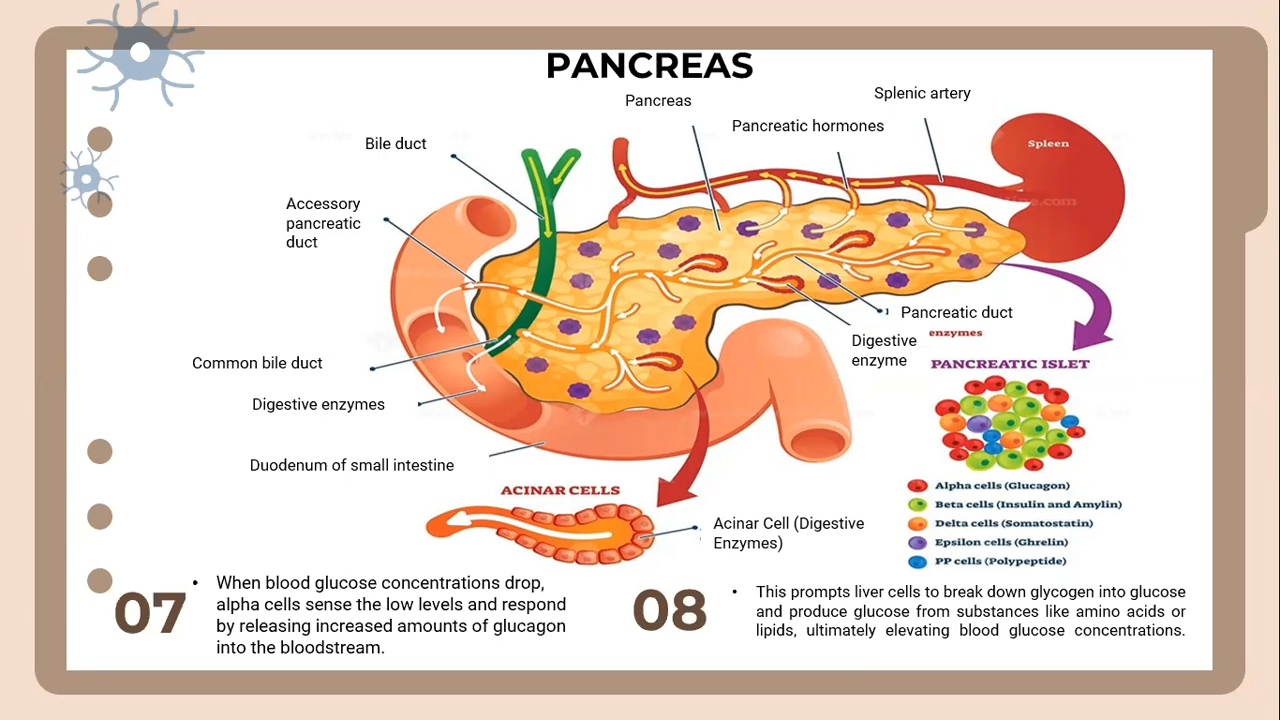 PANCREAS
Pancreas
Splenic artery
Pancreatic hormones
Bile duct
Spleen
Accessory
pancreatic
duct
Pancreatic duct
enzymes
Digestive
enzyme
PANCREATIC ISLET
Common bile duct
Digestive enzymes
Duodenum of small intestine
ACINAR CELLS
Acinar Cell (Digestive
Enzymes)
Alpha cells (Glucagon)
Beta cells (Insulin and Amylin)
Delta cells (Somatostatin)
Epsilon cells (Ghrelin)
PP cells (Polypeptide)
07
• When blood glucose concentrations drop,
alpha cells sense the low levels and respond
by releasing increased amounts of glucagon
into the bloodstream.
08
• This prompts liver cells to break down glycogen into glucose
and produce glucose from substances like amino acids or
lipids, ultimately elevating blood glucose concentrations.